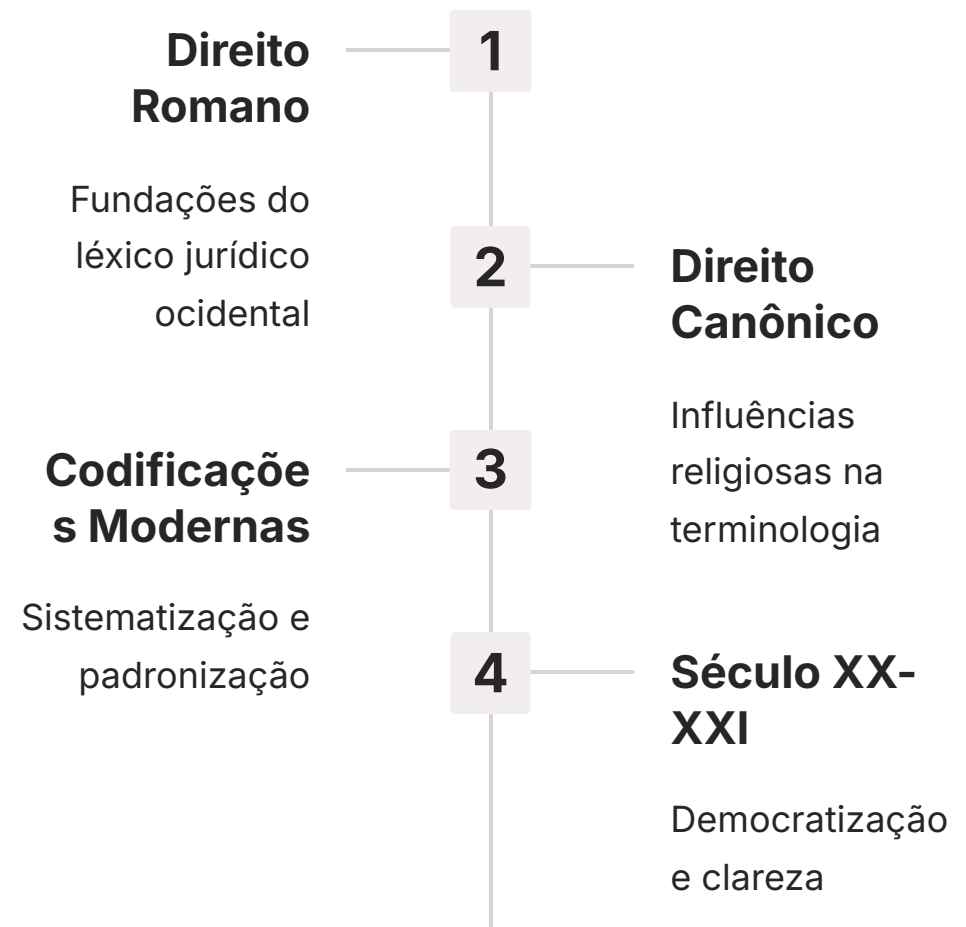 1
Direito
Romano
Fundações do
léxico jurídico
ocidental
2
Direito
Canônico
Influências
religiosas na
terminologia
3
Codificaçõe
s Modernas
Sistematização e
padronização
4
Século XX-
XXI
Democratização
e clareza